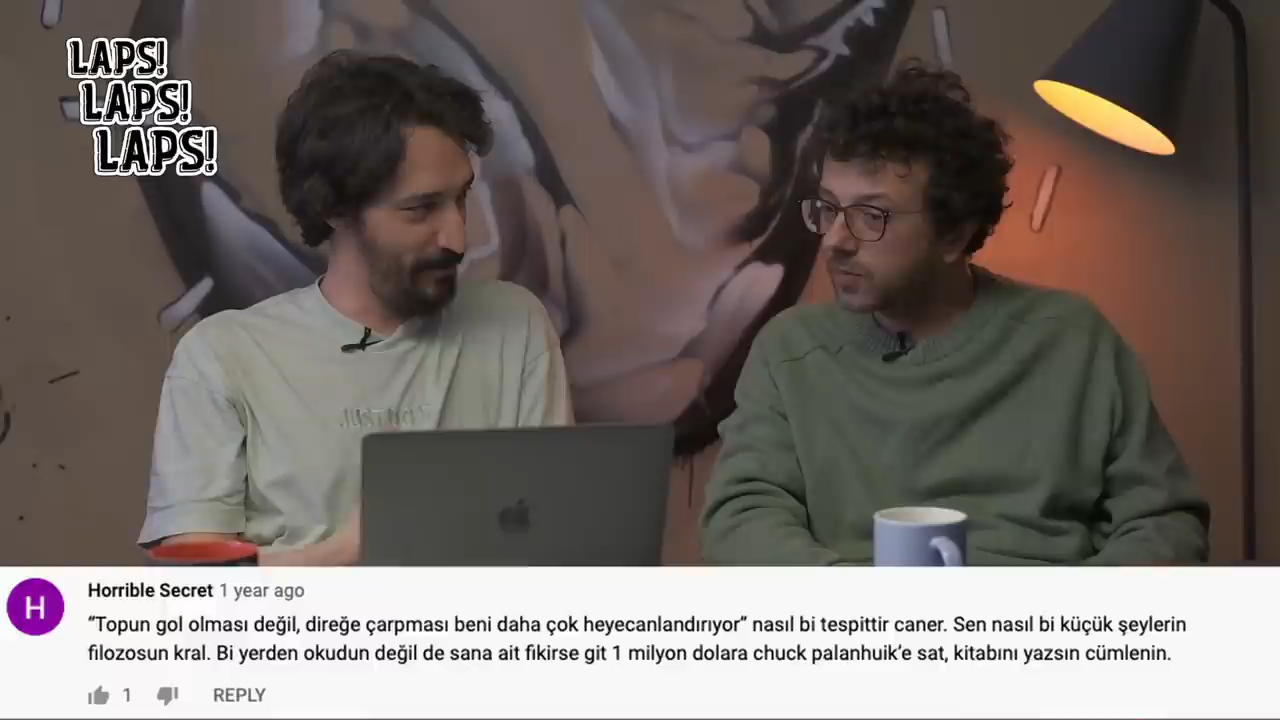 LAPS!
LAPS!
LAPS!
Horrible Secret 1 year ago
“Topun gol olması değil, direğe çarpması beni daha çok heyecanlandırıyor” nasıl bi tespittir caner. Sen nasıl bi küçük şeylerin
filozosun kral. Bi yerden okudun değil de sana ait fikirse git 1 milyon dolara chuck palanhuik’e sat, kitabını yazsın cümlenin.
H
1
REPLY